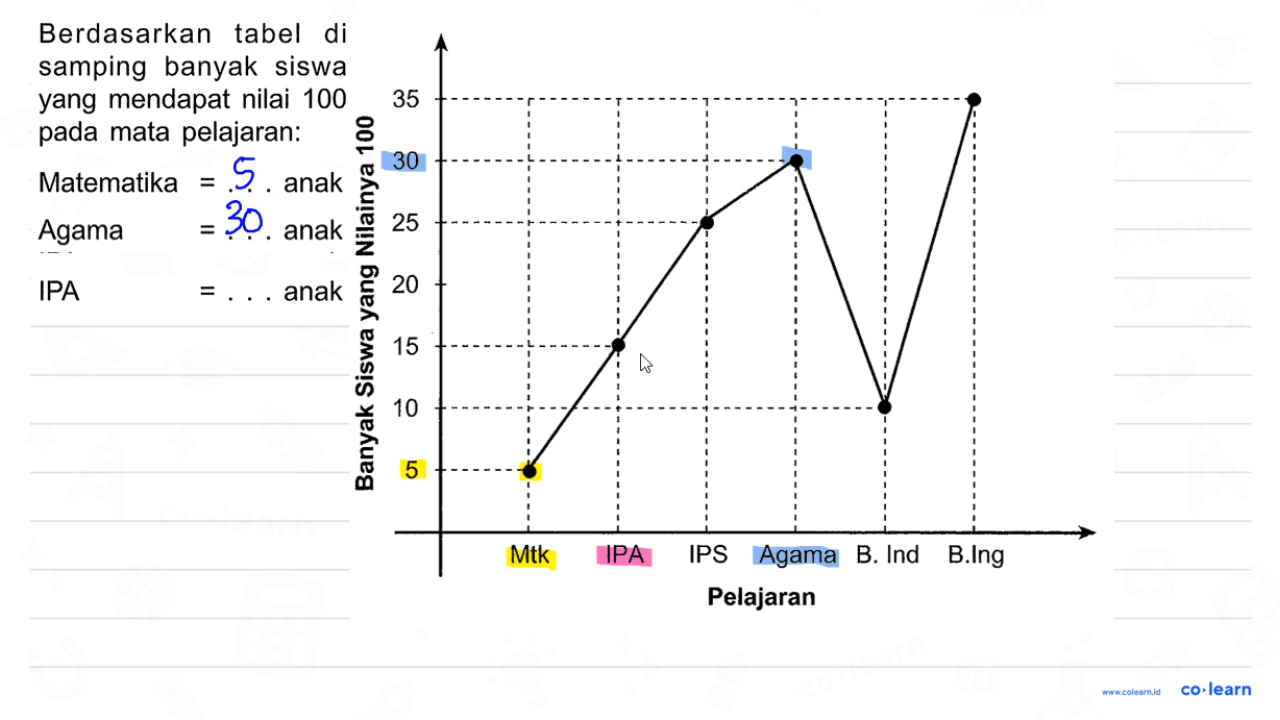 Berdasarkan tabel di
samping banyak siswa
yang mendapat nilai 100
pada mata pelajaran:
Matematika = 5 . . . anak
Agama = 30 . . . anak
IPA = . . . anak
Banyak Siswa yang Nilainya 100
35
30
25
20
15
10
5
Mtk IPA IPS Agama B. Ind B.Ing
Pelajaran
www.colearn.id co·learn